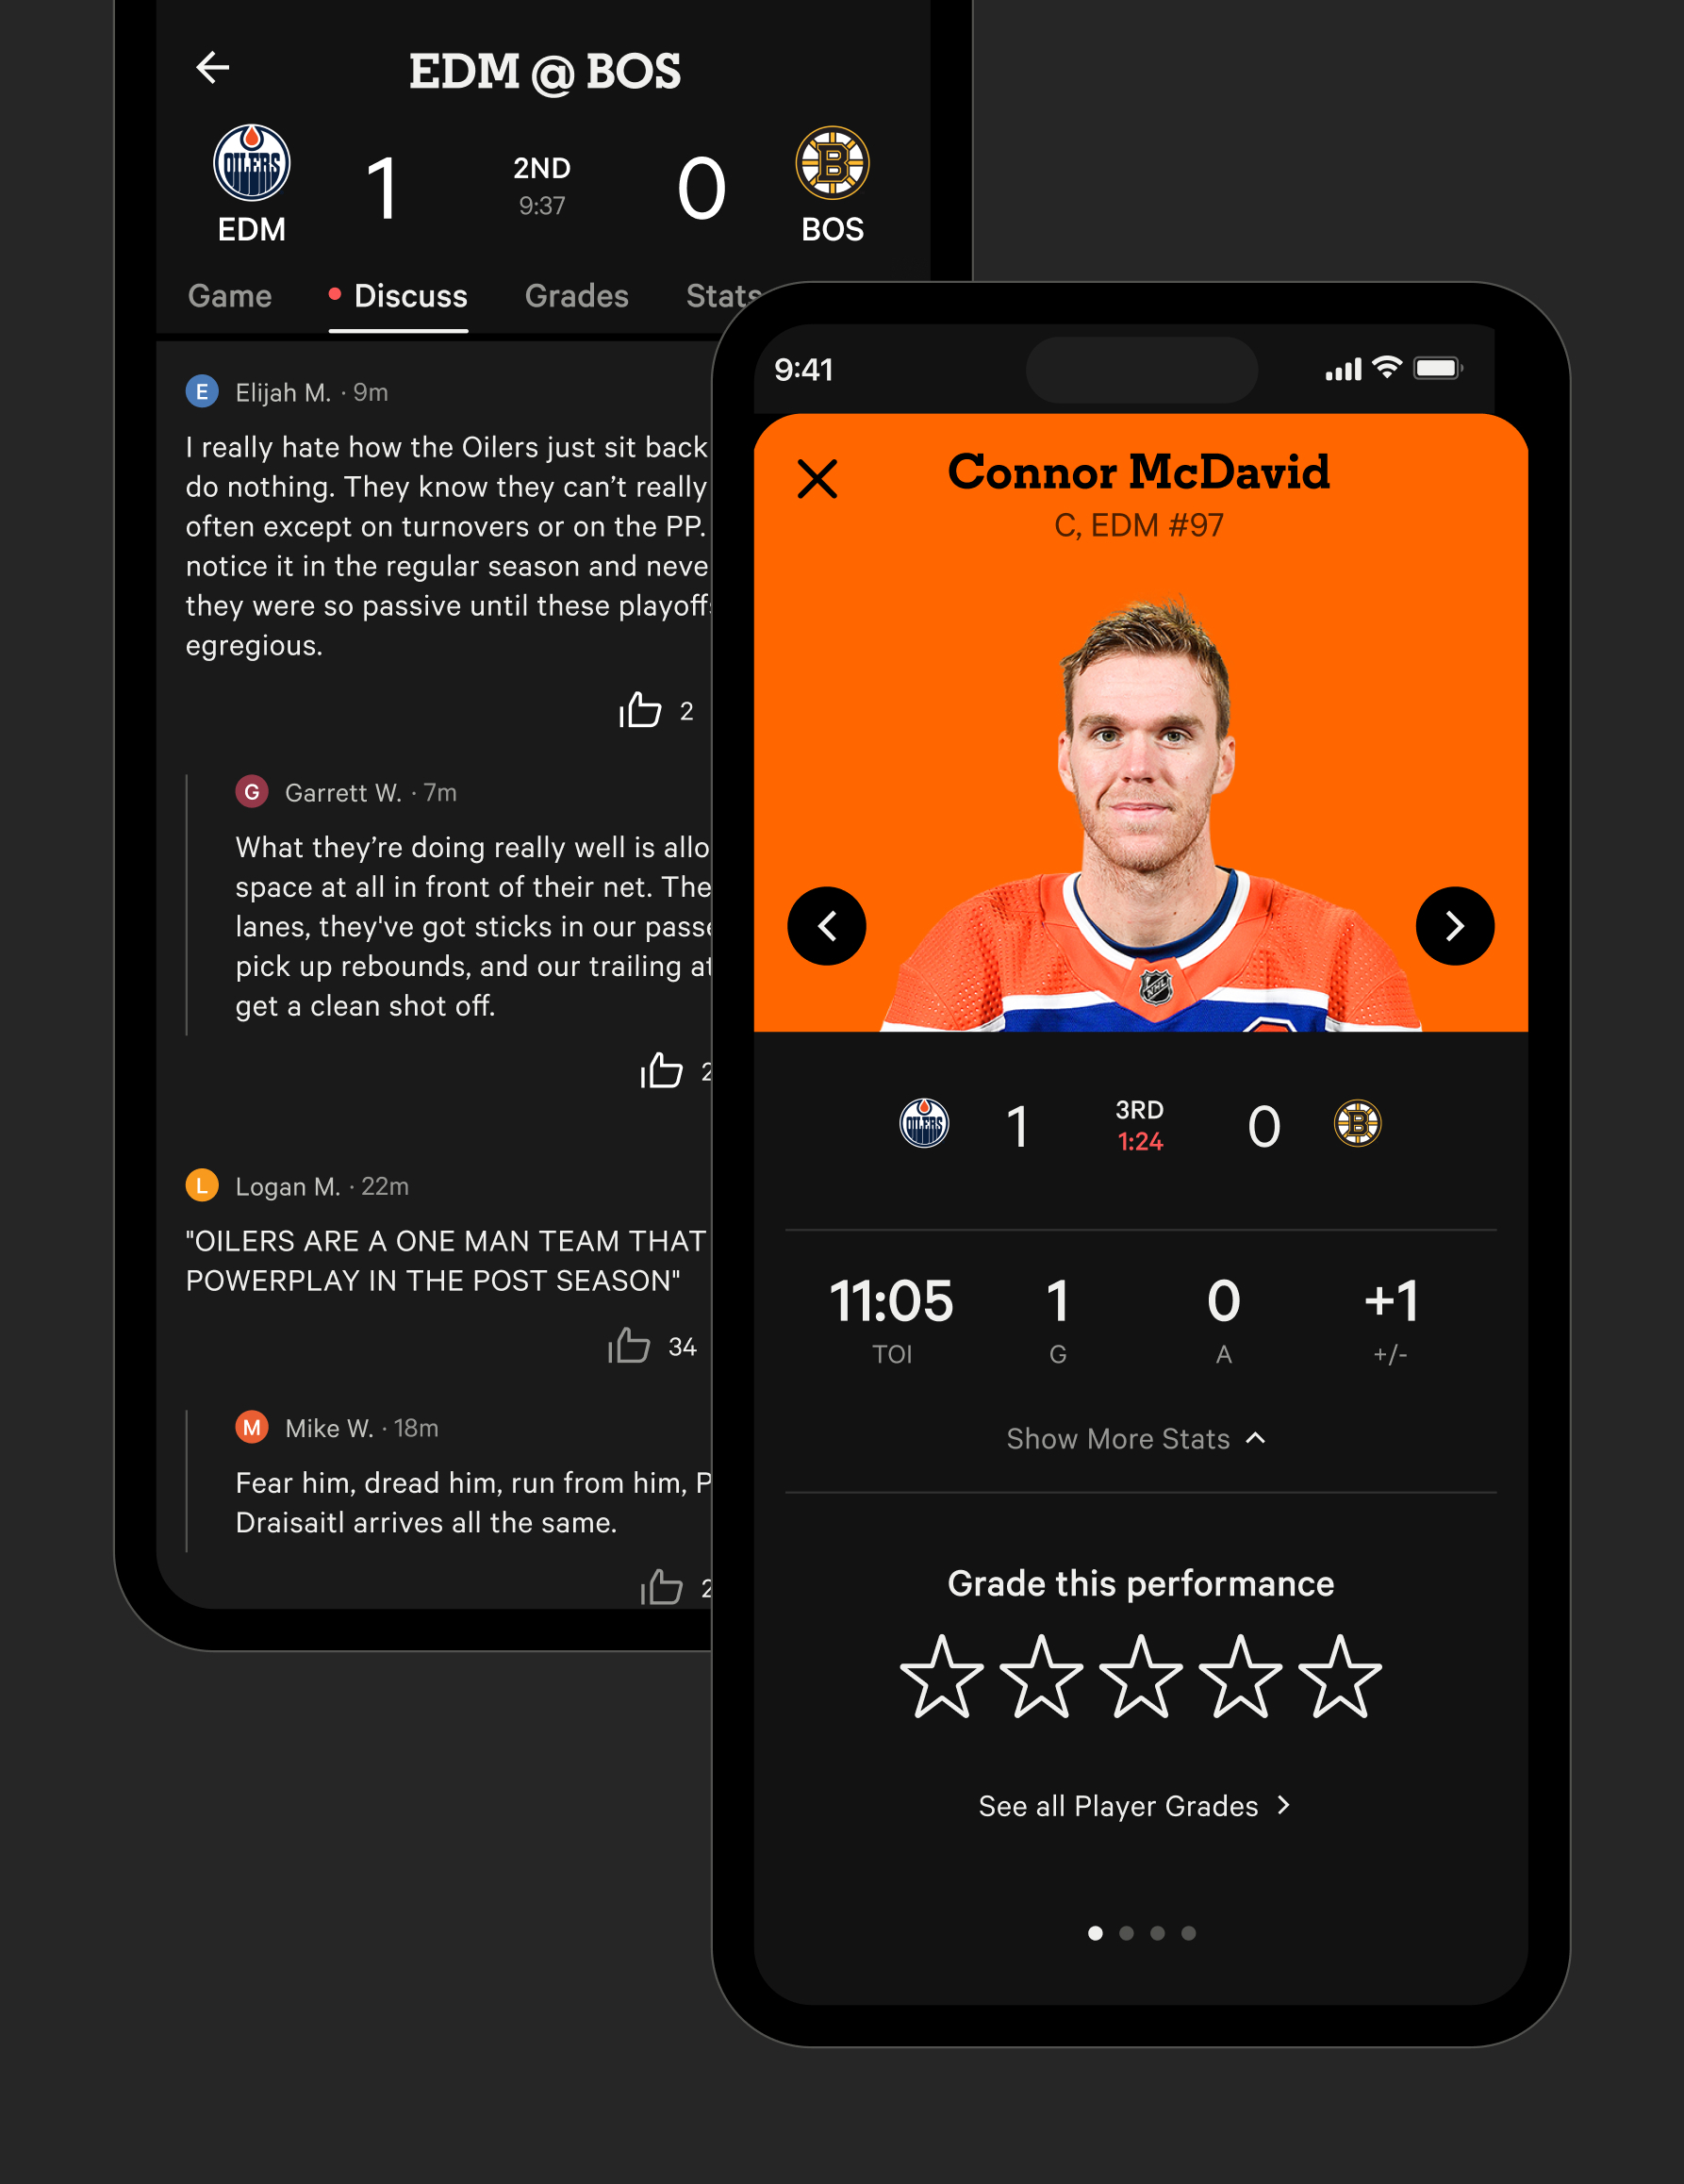 EDM @ BOS
OILERS
EDM
1
2ND
9:37
0
B
BOS
Game
Discuss
Grades
Stats
E Elijah M. · 9m
I really hate how the Oilers just sit back
do nothing. They know they can’t really
often except on turnovers or on the PP.
notice it in the regular season and neve
they were so passive until these playoff
egregious.
2
G Garrett W. · 7m
What they’re doing really well is allo
space at all in front of their net. The
lanes, they've got sticks in our passe
pick up rebounds, and our trailing at
get a clean shot off.
2
L Logan M. · 22m
"OILERS ARE A ONE MAN TEAM THAT
POWERPLAY IN THE POST SEASON"
34
M Mike W. · 18m
Fear him, dread him, run from him, P
Draisaitl arrives all the same.
2
9:41
Connor McDavid
C, EDM #97
NHL
OILERS
1
3RD
1:24
0
B
11:05 1 0 +1
TOI G A +/-
Show More Stats
Grade this performance
See all Player Grades